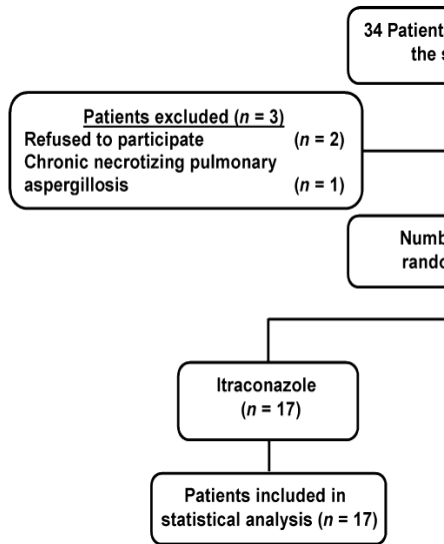 34 Patient
the s
Patients excluded (n = 3)
Refused to participate (n = 2)
Chronic necrotizing pulmonary
aspergillosis (n = 1)
Numb
rando
Itraconazole
(n = 17)
Patients included in
statistical analysis (n = 17)